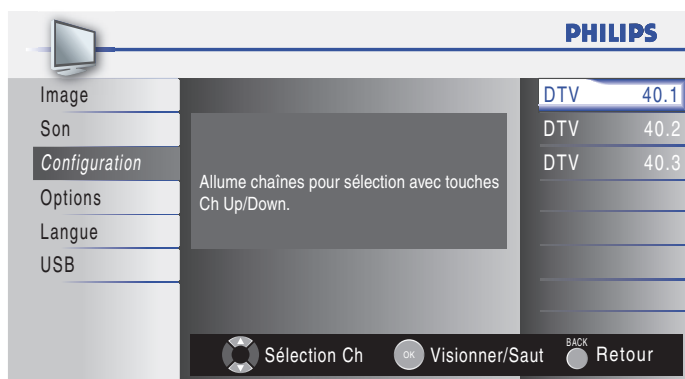 PHILIPS
Image
Son
Configuration
Options
Langue
USB
Allume chaînes pour sélection avec touches
Ch Up/Down.
DTV 40.1
DTV 40.2
DTV 40.3
Sélection Ch OK Visionner/Saut BACK Retour